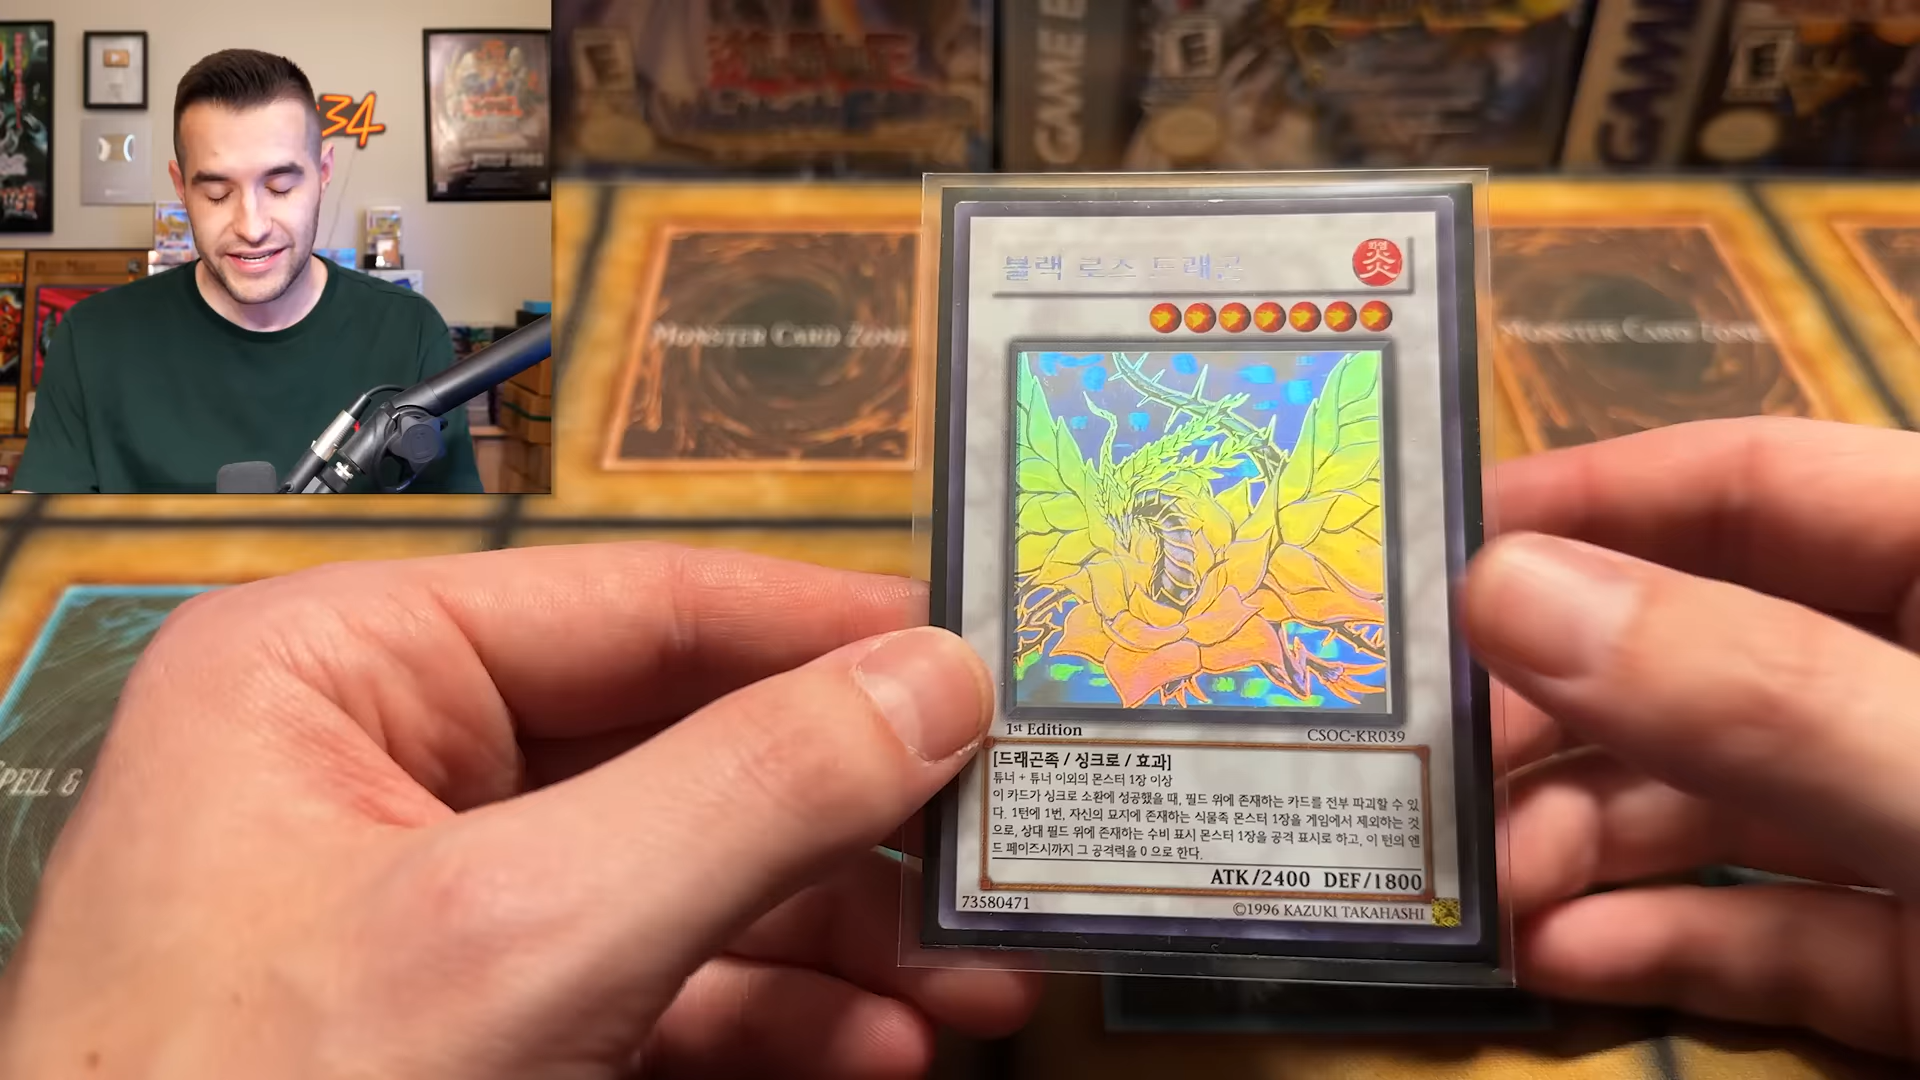 34
GAME B
GAME
E
E
E
MONSTER CARD ZONE
MONSTER CARD ZONE
SPELL &
블랙 로스 드래곤
화염
炎
1st Edition
CSOC-KR039
[드래곤족 / 싱크로 / 효과]
튜너 + 튜너 이외의 몬스터 1장 이상
이 카드가 싱크로 소환에 성공했을 때, 필드 위에 존재하는 카드를 전부 파괴할 수 있
다. 1턴에 1번, 자신의 묘지에 존재하는 식물족 몬스터 1장을 게임에서 제외하는 것
으로, 상대 필드 위에 존재하는 수비 표시 몬스터 1장을 공격 표시로 하고, 이 턴의 엔
드 페이즈시까지 그 공격력을 0 으로 한다.
ATK/2400 DEF/1800
73580471
©1996 KAZUKI TAKAHASHI